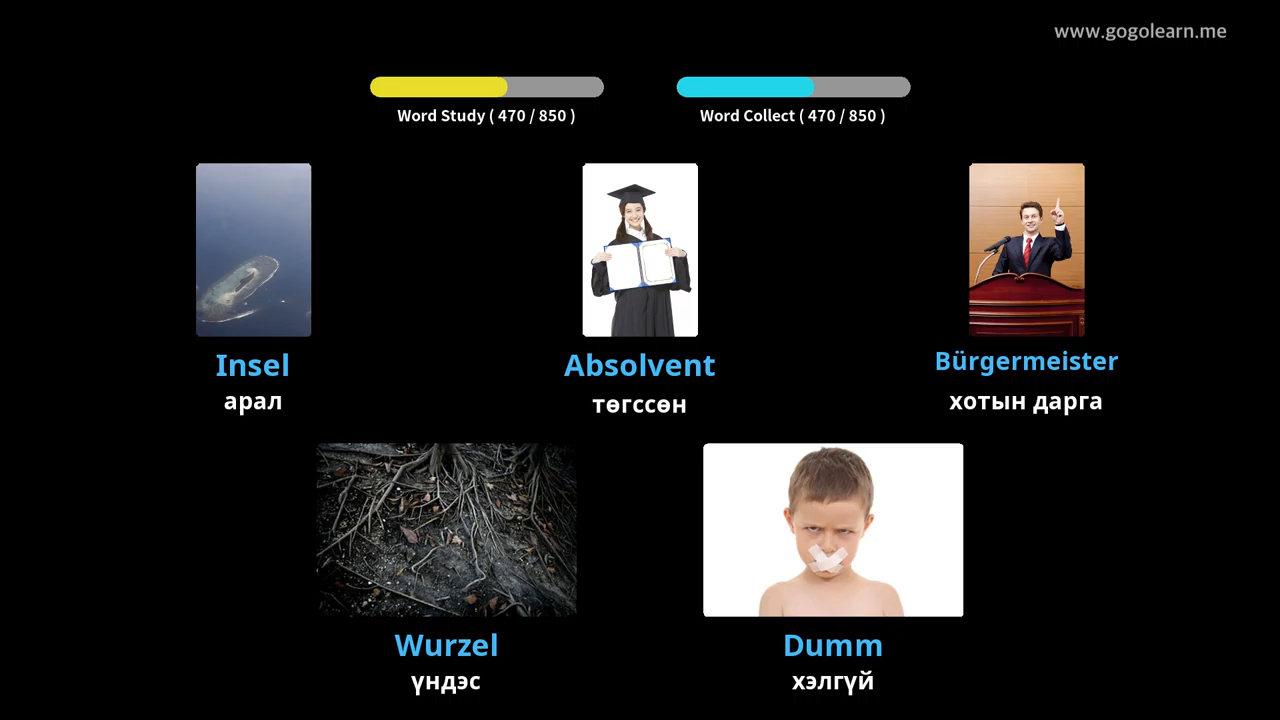 www.gogolearn.me
Word Study ( 470 / 850 )
Word Collect ( 470 / 850 )
Insel
арал
Absolvent
төгссөн
Bürgermeister
хотын дарга
Wurzel
үндэс
Dumm
хэлгүй